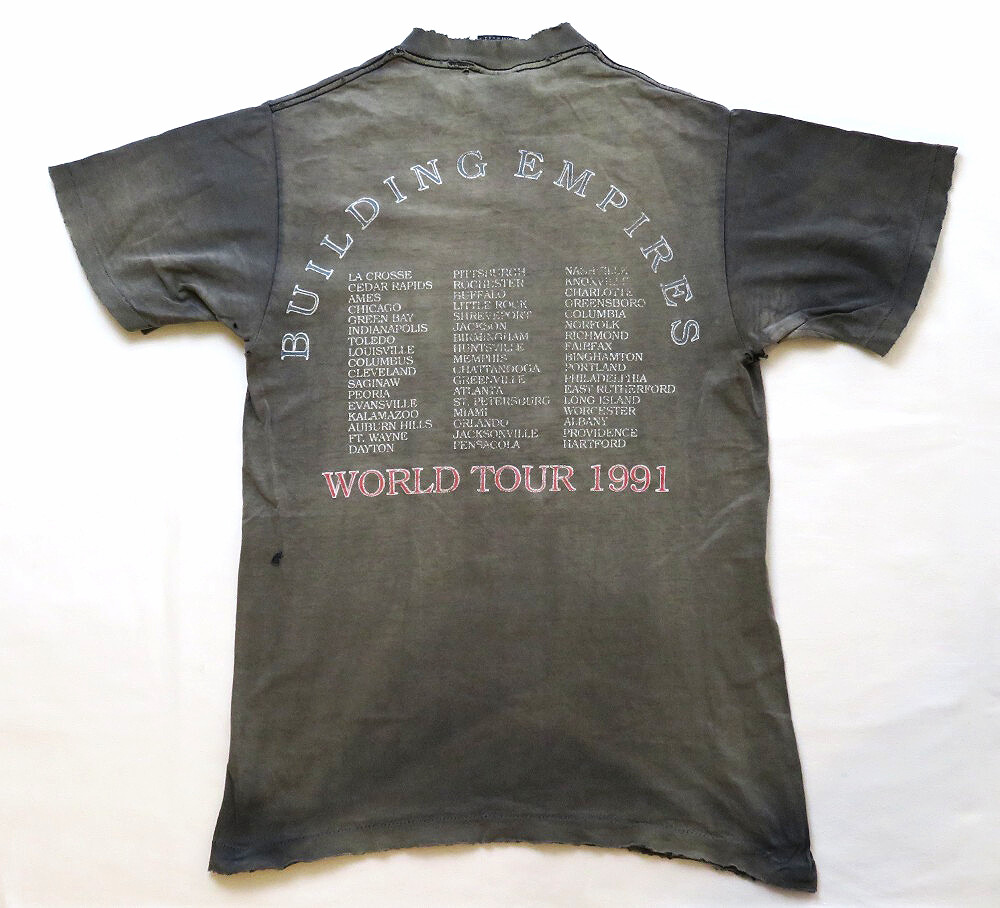 BUILDING EMPIRES
LA CROSSE
CEDAR RAPIDS
AMES
CHICAGO
GREEN BAY
INDIANAPOLIS
TOLEDO
LOUISVILLE
COLUMBUS
CLEVELAND
SAGINAW
PEORIA
EVANSVILLE
KALAMAZOO
AUBURN HILLS
FT. WAYNE
DAYTON
PITTSBURGH
ROCHESTER
BUFFALO
LITTLE ROCK
SHREVEPORT
JACKSON
BIRMINGHAM
HUNTSVILLE
MEMPHIS
CHATTANOOGA
GREENVILLE
ATLANTA
ST. PETERSBURG
MIAMI
ORLANDO
JACKSONVILLE
PENSACOLA
NASHVILLE
KNOXVILLE
CHARLOTTE
GREENSBORO
COLUMBIA
NORFOLK
RICHMOND
FAIRFAX
BINGHAMTON
PORTLAND
PHILADELPHIA
EAST RUTHERFORD
LONG ISLAND
WORCESTER
ALBANY
PROVIDENCE
HARTFORD
WORLD TOUR 1991